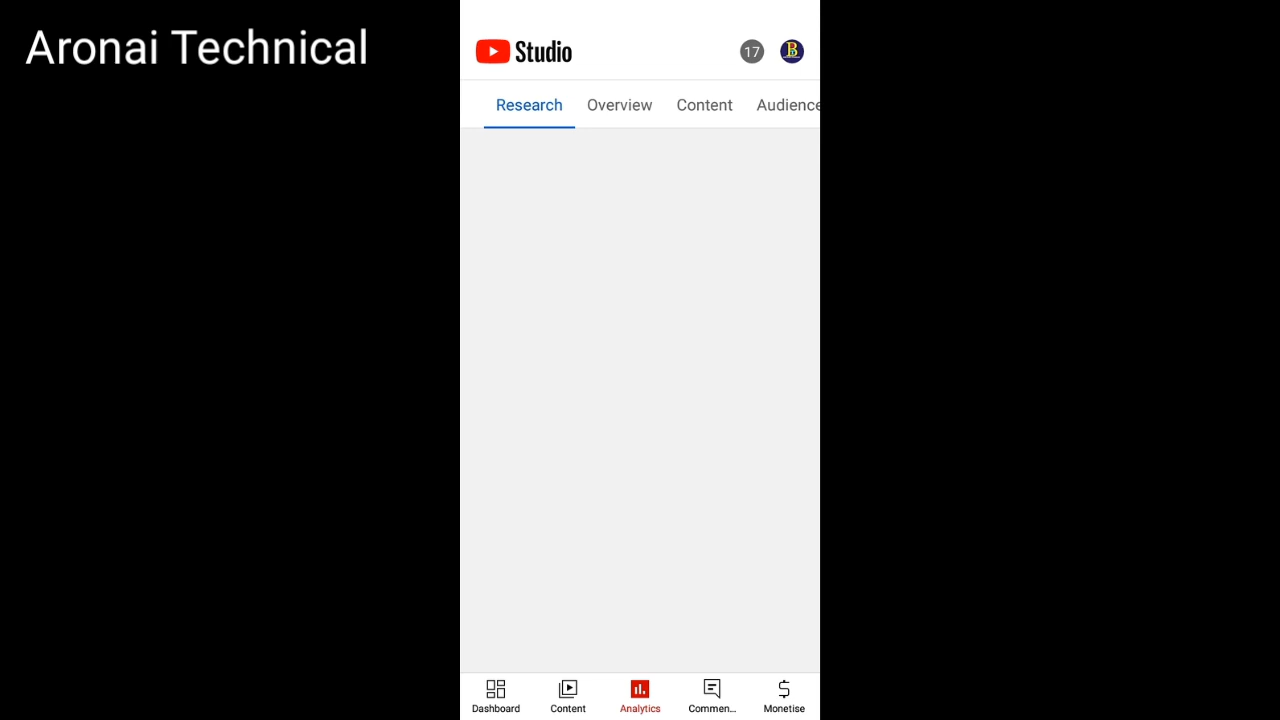 Aronai Technical
Studio
17
B
Research Overview Content Audience
Dashboard Content Analytics Commen... Monetise